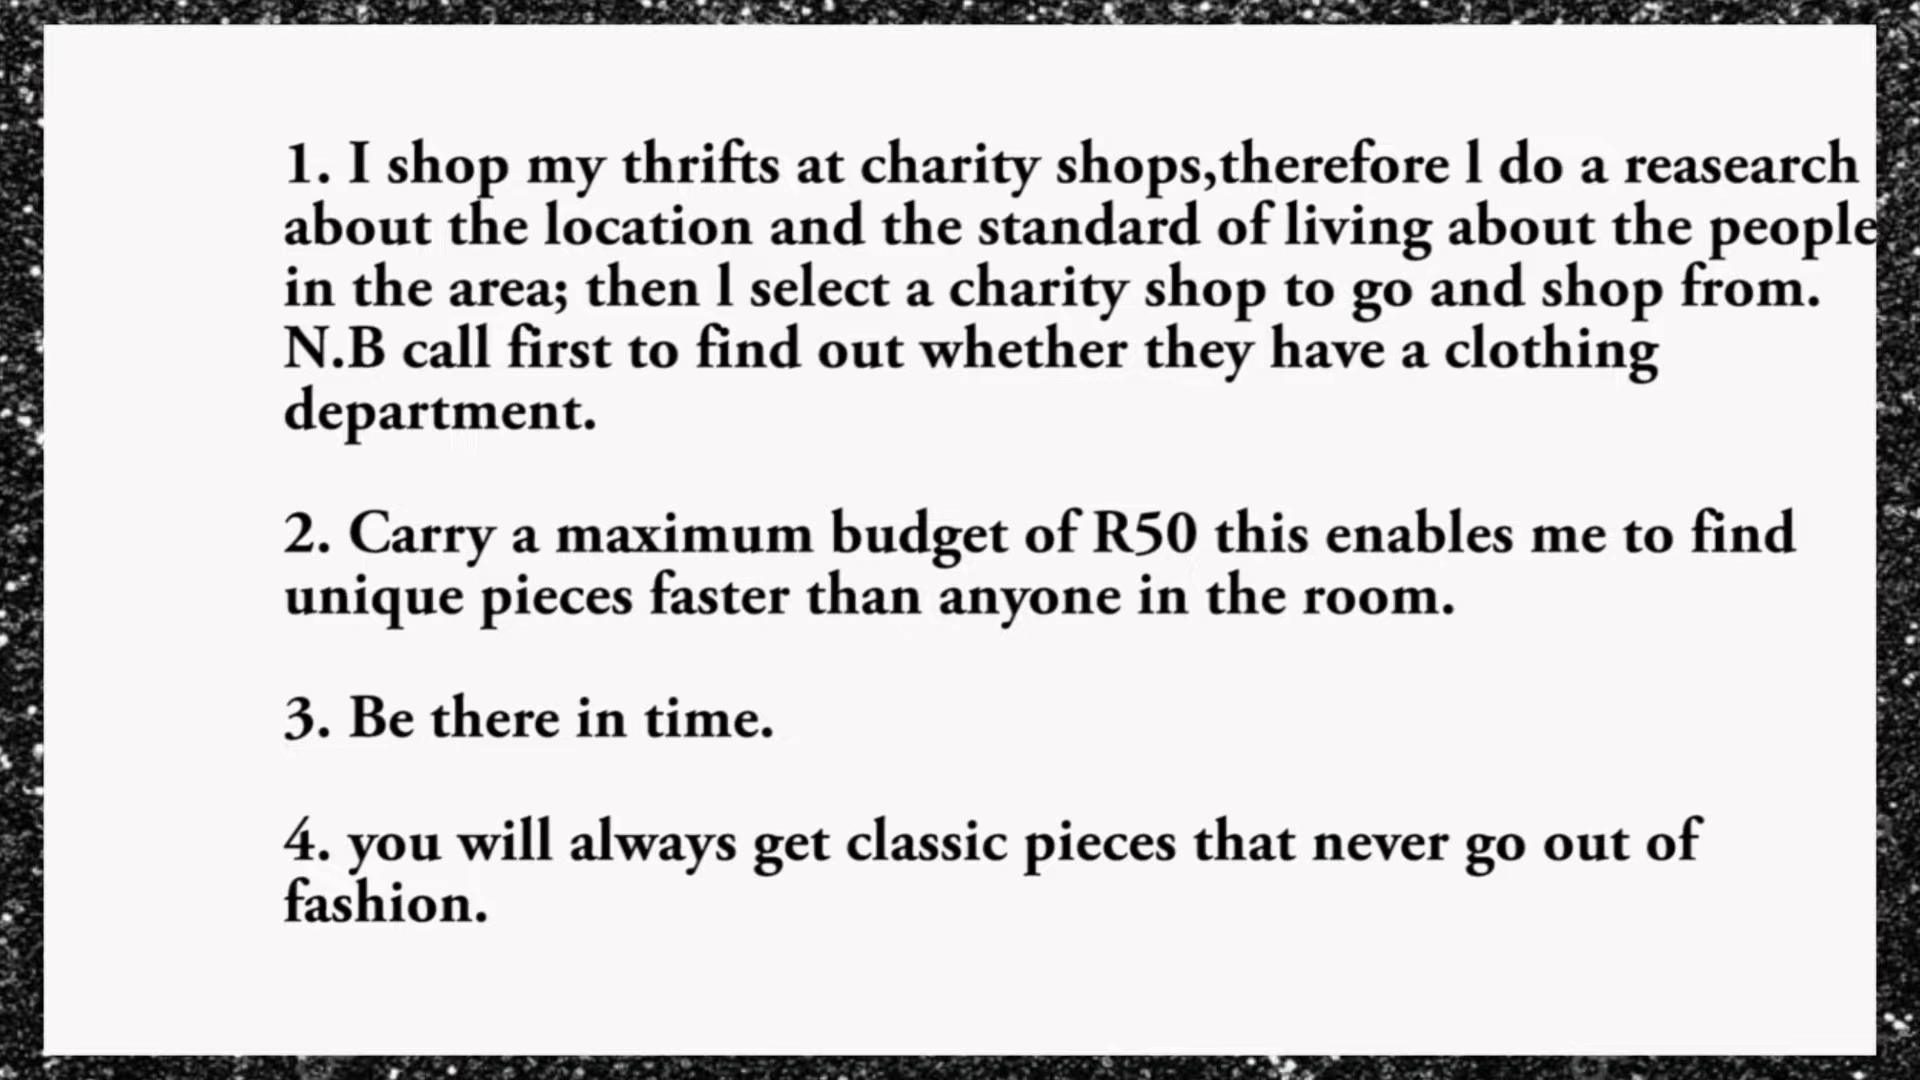 1. I shop my thrifts at charity shops,therefore l do a reasearch
about the location and the standard of living about the people
in the area; then l select a charity shop to go and shop from.
N.B call first to find out whether they have a clothing
department.
2. Carry a maximum budget of R50 this enables me to find
unique pieces faster than anyone in the room.
3. Be there in time.
4. you will always get classic pieces that never go out of
fashion.